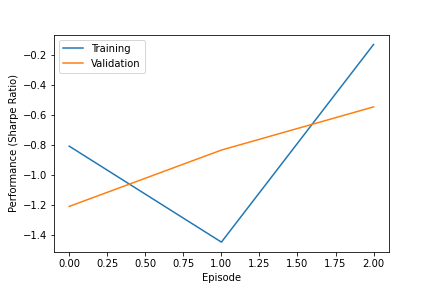 Training
Validation
−0.2
−0.4
−0.6
−0.8
−1.0
−1.2
−1.4
Performance (Sharpe Ratio)
0.00 0.25 0.50 0.75 1.00 1.25 1.50 1.75 2.00
Episode